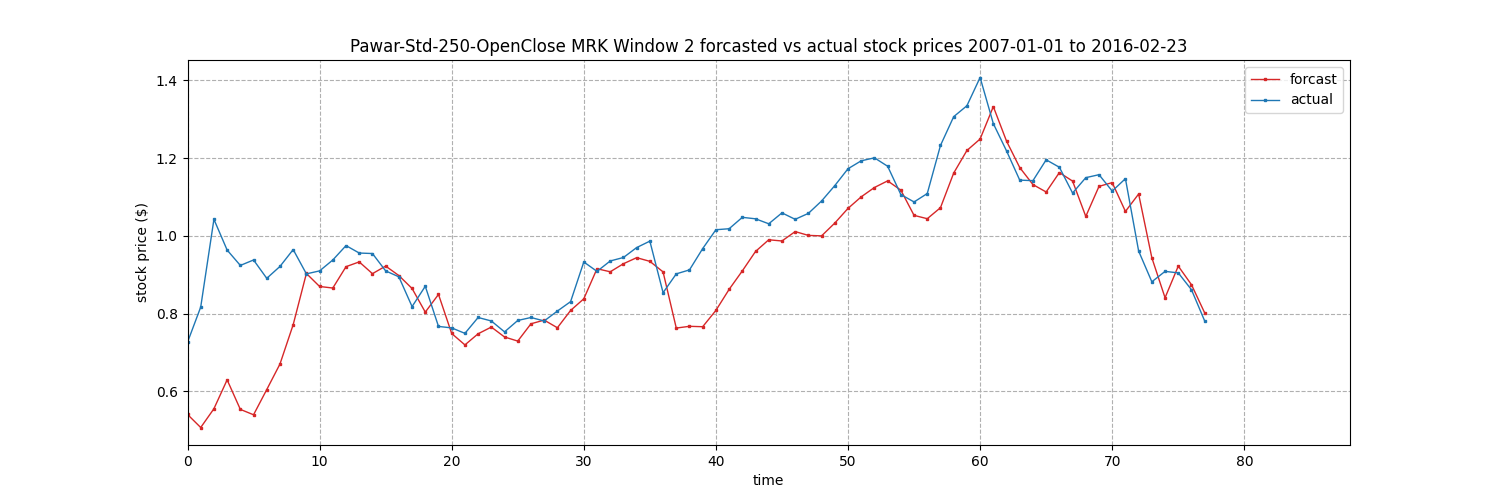 Pawar-Std-250-OpenClose MRK Window 2 forcasted vs actual stock prices 2007-01-01 to 2016-02-23
forcast
actual
stock price ($)
1.4
1.2
1.0
0.8
0.6
0 10 20 30 40 50 60 70 80
time